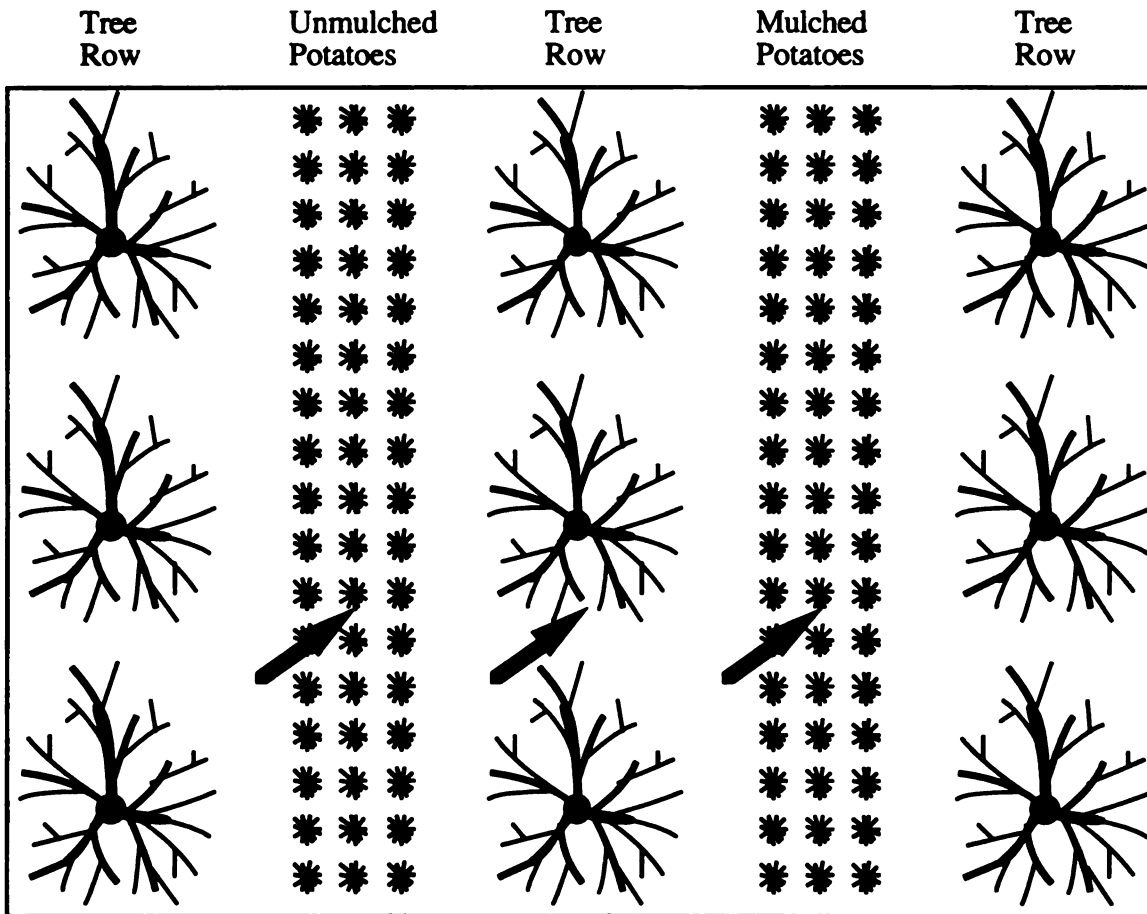 Tree
Row
Unmulched
Potatoes
Tree
Row
Mulched
Potatoes
Tree
Row